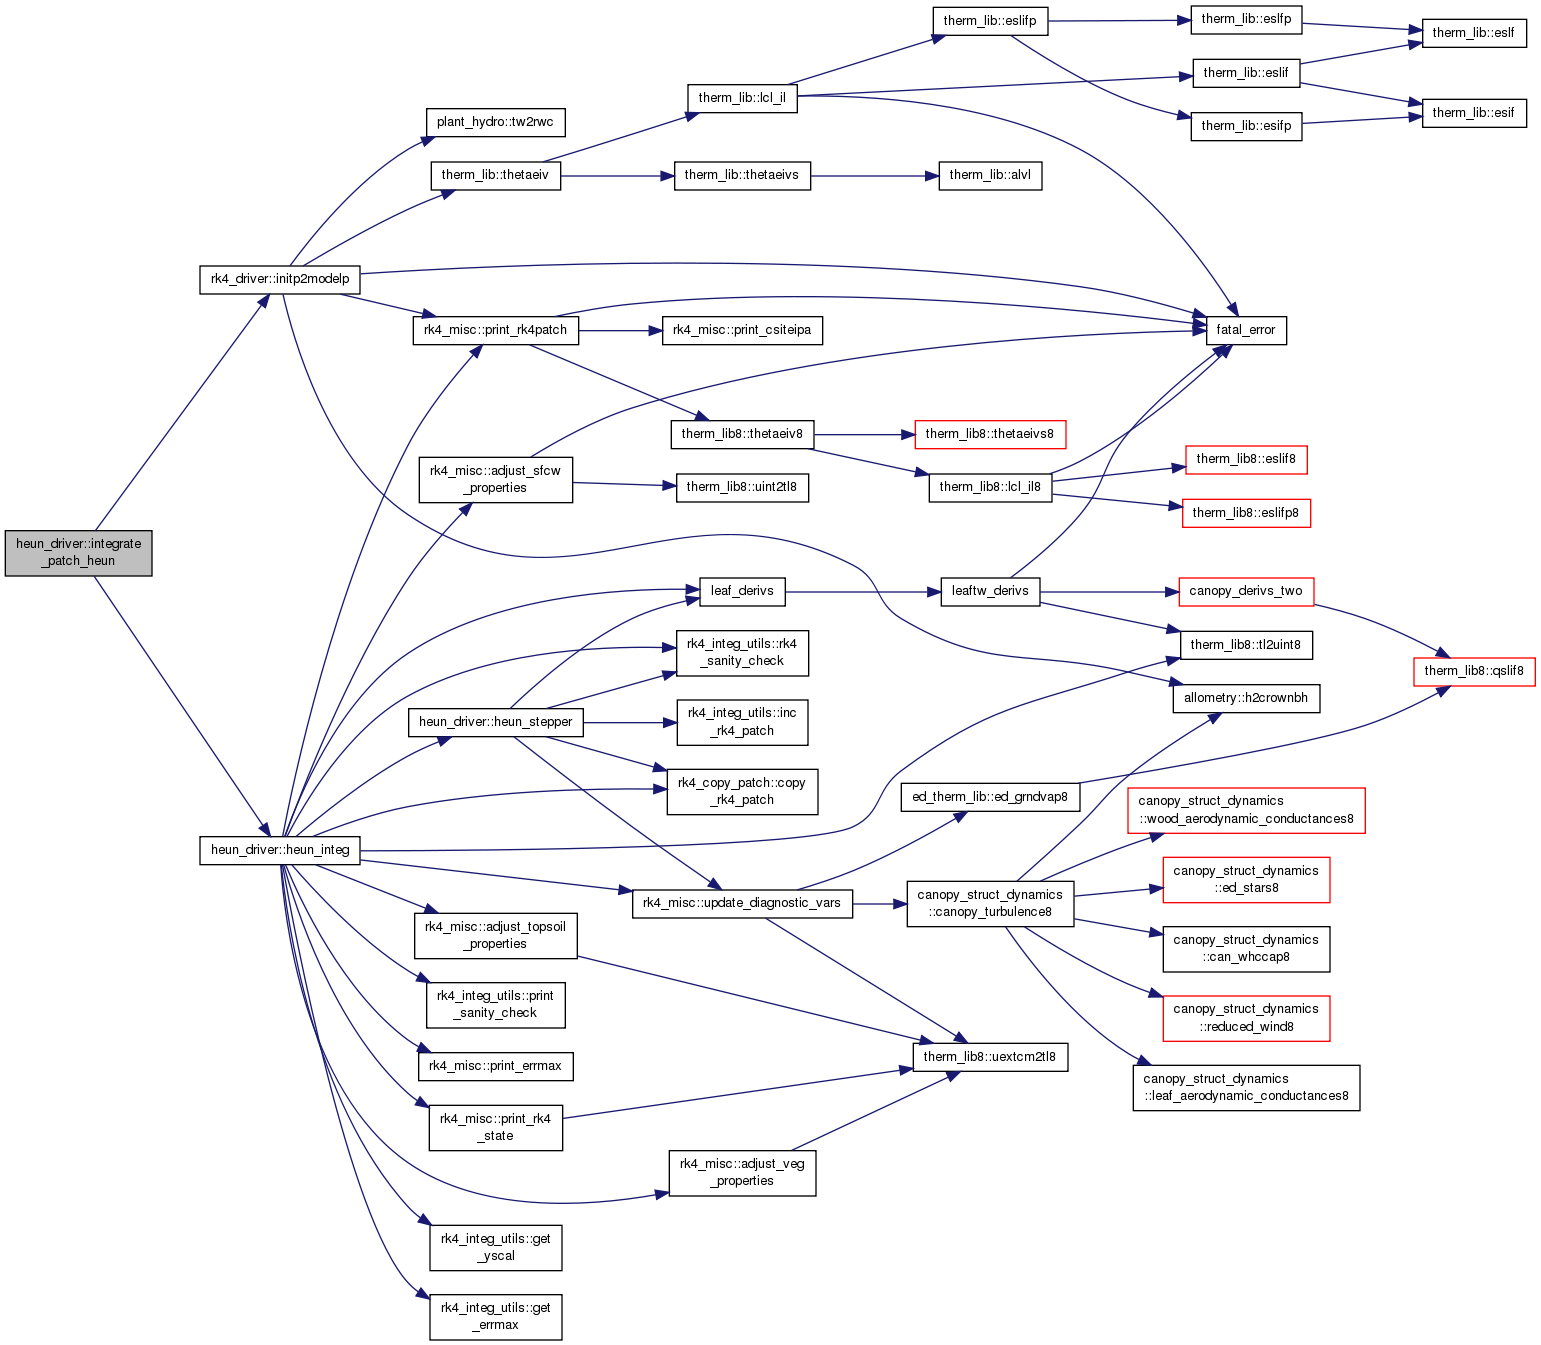 therm_lib::eslifp
therm_lib::eslfp
therm_lib::eslf
therm_lib::eslif
therm_lib::lcl_il
therm_lib::esif
plant_hydro::tw2rwc
therm_lib::esifp
therm_lib::thetaeiv
therm_lib::thetaeivs
therm_lib::alvl
rk4_driver::initp2modelp
rk4_misc::print_rk4patch
rk4_misc::print_csiteipa
fatal_error
therm_lib8::thetaeiv8
therm_lib8::thetaeivs8
rk4_misc::adjust_sfcw
_properties
therm_lib8::uint2tl8
therm_lib8::lcl_il8
therm_lib8::eslif8
therm_lib8::eslifp8
heun_driver::integrate
_patch_heun
leaf_derivs
leaftw_derivs
canopy_derivs_two
therm_lib8::tl2uint8
rk4_integ_utils::rk4
_sanity_check
therm_lib8::qslif8
allometry::h2crownbh
heun_driver::heun_stepper
rk4_integ_utils::inc
_rk4_patch
rk4_copy_patch::copy
_rk4_patch
ed_therm_lib::ed_grndvap8
canopy_struct_dynamics
::wood_aerodynamic_conductances8
heun_driver::heun_integ
canopy_struct_dynamics
::ed_stars8
rk4_misc::update_diagnostic_vars
canopy_struct_dynamics
::canopy_turbulence8
rk4_misc::adjust_topsoil
_properties
canopy_struct_dynamics
::can_whccap8
rk4_integ_utils::print
_sanity_check
canopy_struct_dynamics
::reduced_wind8
rk4_misc::print_errmax
therm_lib8::uextcm2tl8
canopy_struct_dynamics
::leaf_aerodynamic_conductances8
rk4_misc::print_rk4
_state
rk4_misc::adjust_veg
_properties
rk4_integ_utils::get
_yscal
rk4_integ_utils::get
_errmax